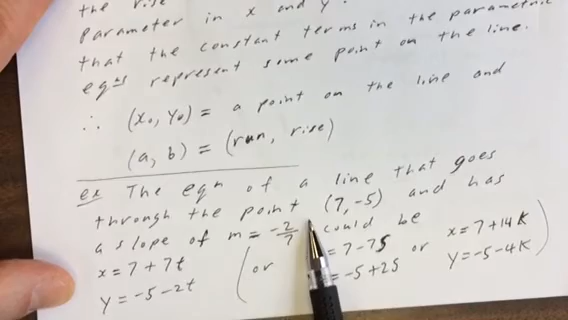 the rise
parameter in x and y.
that the constant terms in the parametric
eqns represent some point on the line.
∴ (x₀, y₀) = a point on the line and
(a, b) = (run, rise)
ex The eqn of a line that goes
through the point (7, -5) and has
a slope of m = -2/7 could be
x = 7 + 7t
y = -5 - 2t
(or = 7 - 7s
= -5 + 2s
or x = 7 + 14k
y = -5 - 4k)